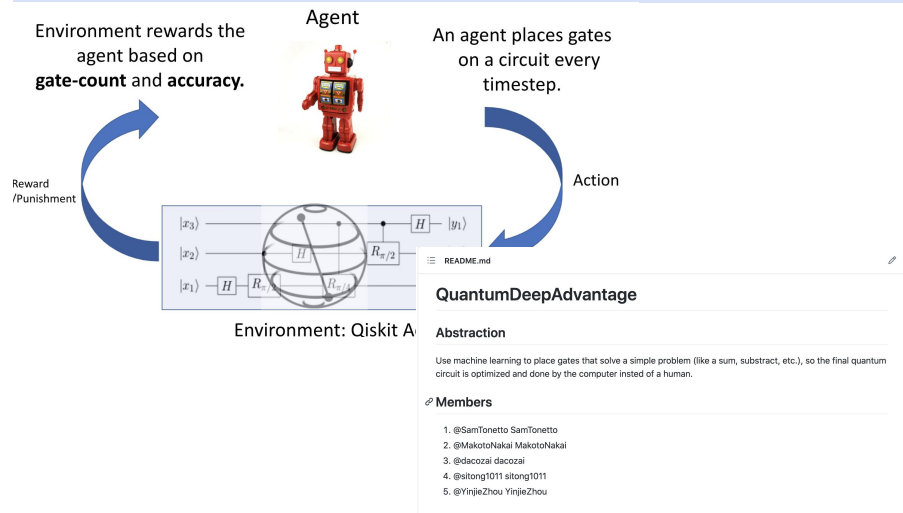 Agent
Environment rewards the
agent based on
gate-count and accuracy.
An agent places gates
on a circuit every
timestep.
Reward
/Punishment
Action
|x₃⟩ H |y₁⟩
|x₂⟩ H Rπ/2
|x₁⟩ H Rπ/2 Rπ/4
Environment: Qiskit A
README.md
QuantumDeepAdvantage
Abstraction
Use machine learning to place gates that solve a simple problem (like a sum, substract, etc.), so the final quantum
circuit is optimized and done by the computer insted of a human.
Members
1. @SamTonetto SamTonetto
2. @MakotoNakai MakotoNakai
3. @dacozai dacozai
4. @sitong1011 sitong1011
5. @YinjieZhou YinjieZhou